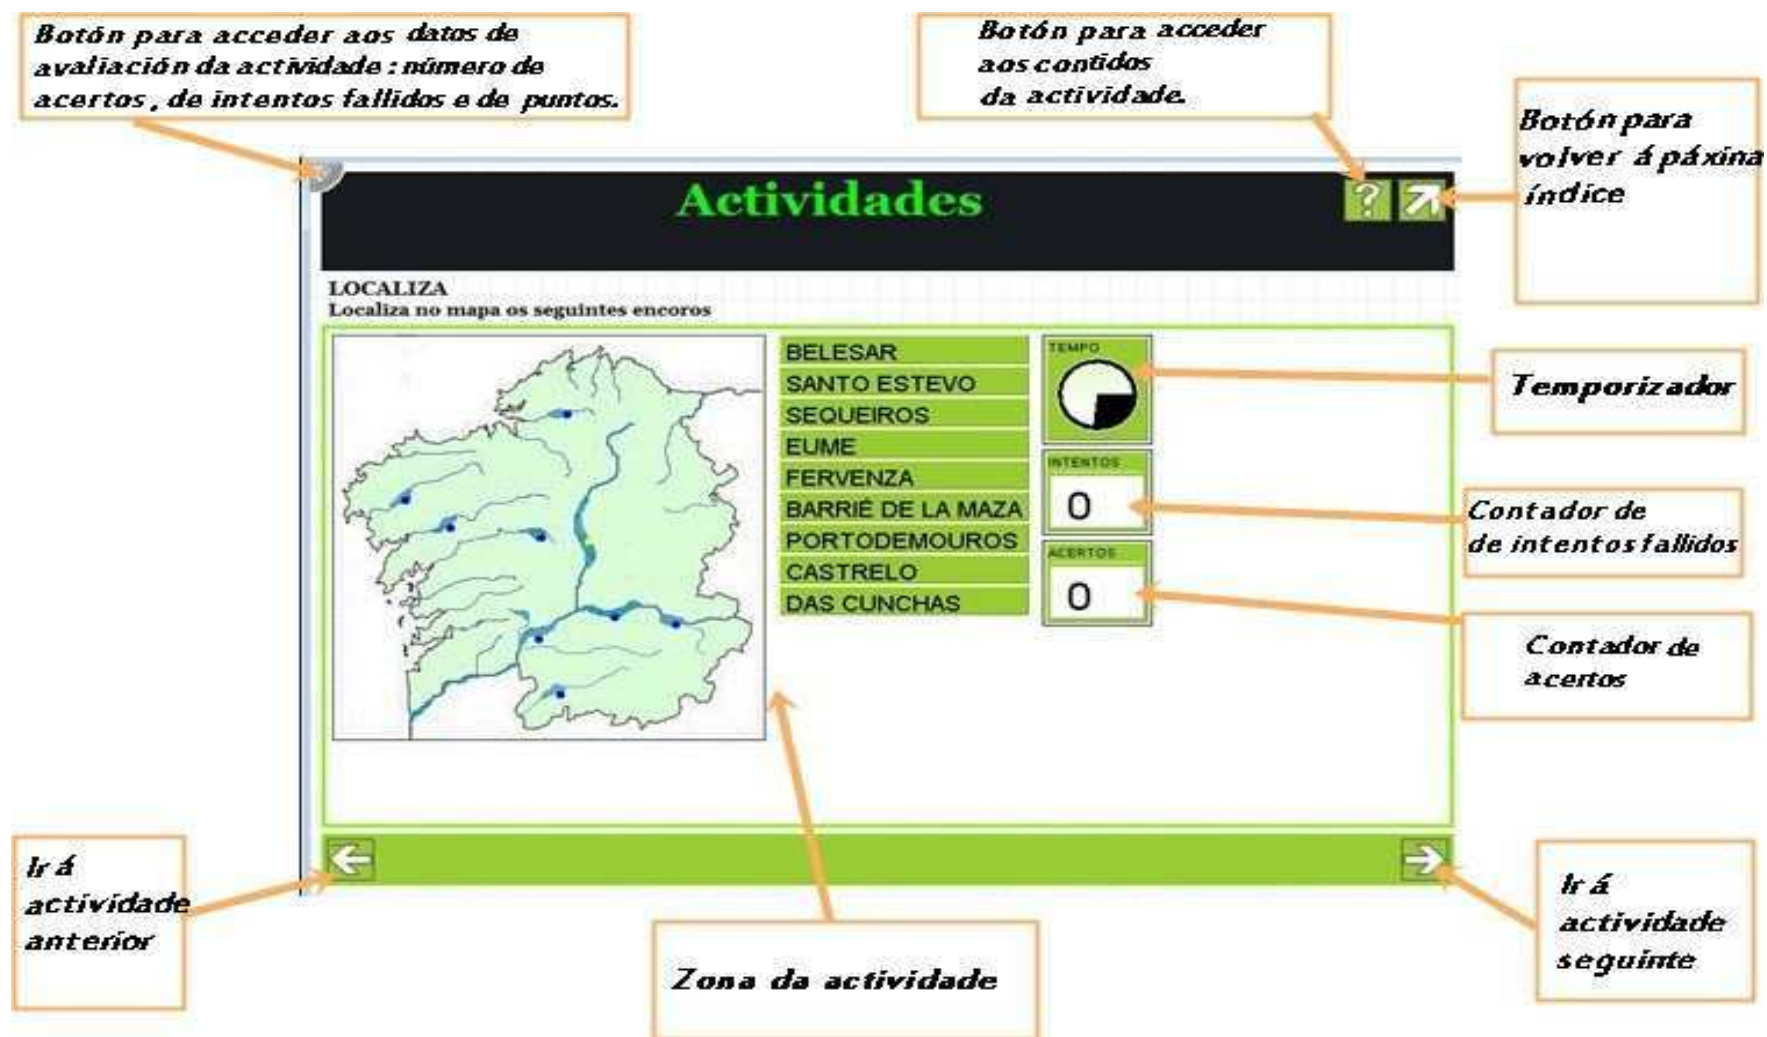 Botón para acceder aos datos de
avaliación da actividade : número de
acertos , de intentos fallidos e de puntos.
Botón para acceder
aos contidos
da actividade.
Botón para
volver á páxina
índice
Actividades
?
LOCALIZA
Localiza no mapa os seguintes encoros
BELESAR
SANTO ESTEVO
SEQUEIROS
EUME
FERVENZA
BARRIÉ DE LA MAZA
PORTODEMOUROS
CASTRELO
DAS CUNCHAS
TEMPO
INTENTOS
0
ACERTOS
0
Temporizador
Contador de
de intentos fallidos
Contador de
acertos
Ir á
actividade
anterior
Zona da actividade
Ir á
actividade
seguinte